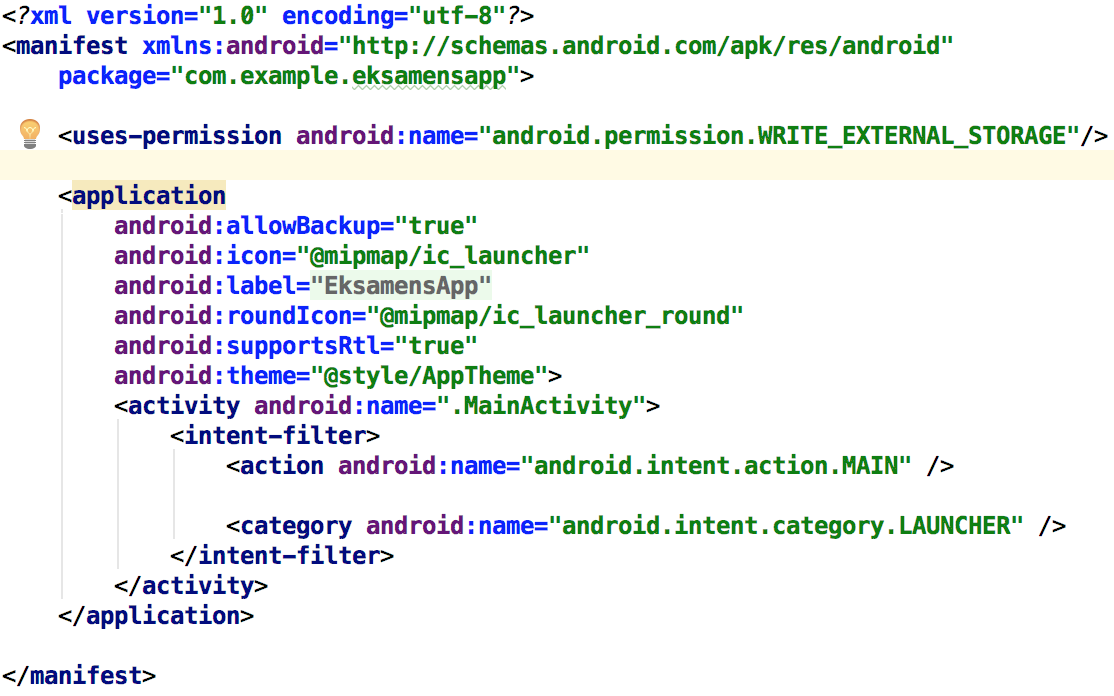 <?xml version="1.0" encoding="utf-8"?>
<manifest xmlns:android="http://schemas.android.com/apk/res/android"
    package="com.example.eksamensapp">

    <uses-permission android:name="android.permission.WRITE_EXTERNAL_STORAGE"/>

    <application
        android:allowBackup="true"
        android:icon="@mipmap/ic_launcher"
        android:label="EksamensApp"
        android:roundIcon="@mipmap/ic_launcher_round"
        android:supportsRtl="true"
        android:theme="@style/AppTheme">
        <activity android:name=".MainActivity">
            <intent-filter>
                <action android:name="android.intent.action.MAIN" />

                <category android:name="android.intent.category.LAUNCHER" />
            </intent-filter>
        </activity>
    </application>

</manifest>